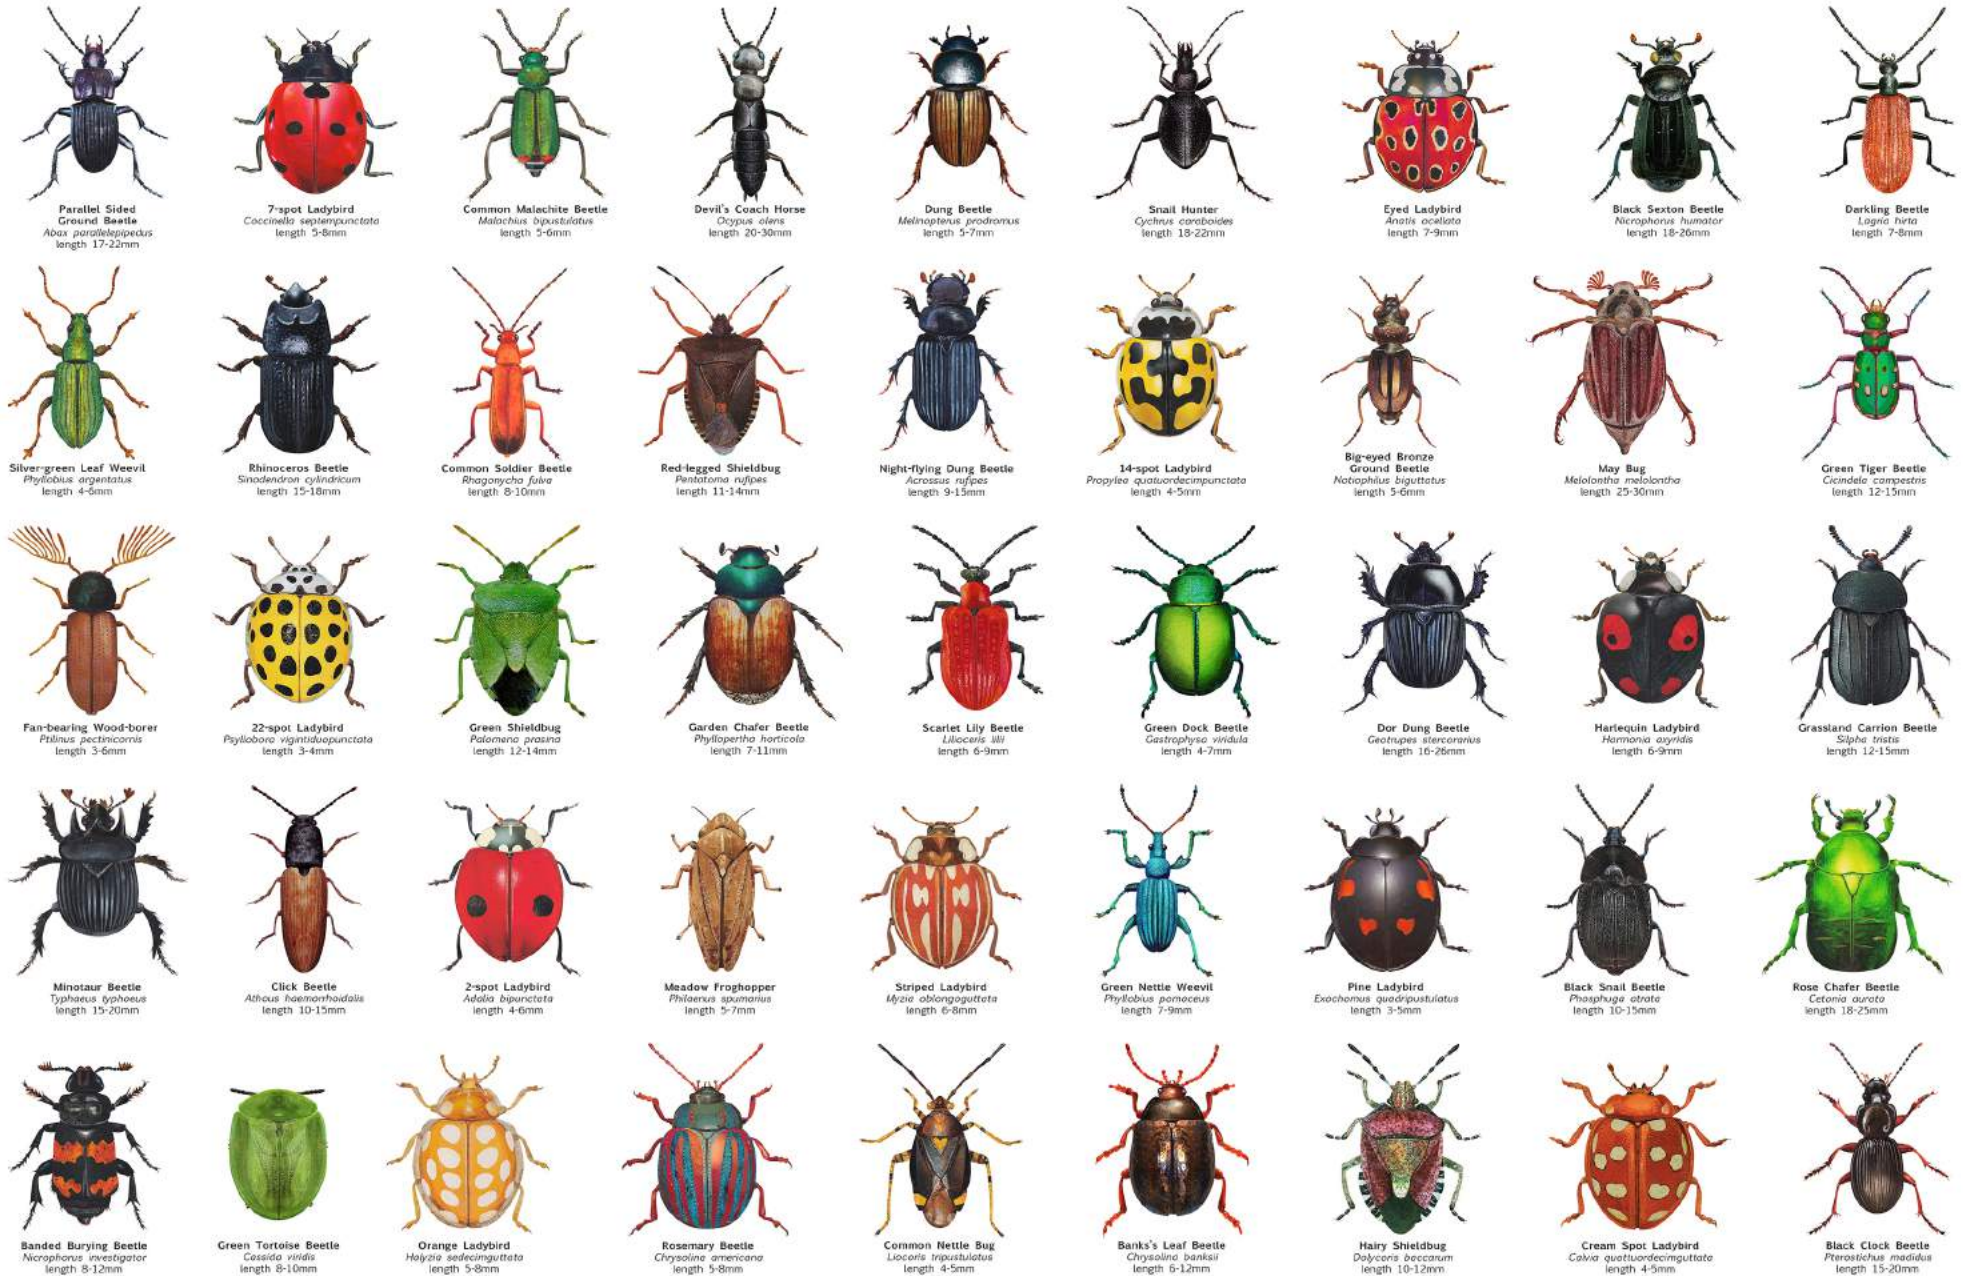 Parallel Sided
Ground Beetle
Abax parallelepipedus
length 17-22mm
7-spot Ladybird
Coccinella septempunctata
length 5-8mm
Common Malachite Beetle
Malachius bipustulatus
length 5-6mm
Devil's Coach Horse
Ocypus olens
length 20-30mm
Dung Beetle
Melinopterus prodromus
length 5-7mm
Snail Hunter
Cychrus caraboides
length 18-22mm
Eyed Ladybird
Anatis ocellata
length 7-9mm
Black Sexton Beetle
Nicrophorus humator
length 18-26mm
Darkling Beetle
Lagria hirta
length 7-8mm
Silver-green Leaf Weevil
Phyllobius argentatus
length 4-6mm
Rhinoceros Beetle
Sinodendron cylindricum
length 15-18mm
Common Soldier Beetle
Rhagonycha fulva
length 8-10mm
Red-legged Shieldbug
Pentatoma rufipes
length 11-14mm
Night-flying Dung Beetle
Acrossus rufipes
length 9-15mm
14-spot Ladybird
Propylea quatuordecimpunctata
length 4-5mm
Big-eyed Bronze
Ground Beetle
Notiophilus biguttatus
length 5-6mm
May Bug
Melolontha melolontha
length 25-30mm
Green Tiger Beetle
Cicindela campestris
length 12-15mm
Fan-bearing Wood-borer
Ptilinus pectinicornis
length 3-6mm
22-spot Ladybird
Psyllobora vigintiduopunctata
length 3-4mm
Green Shieldbug
Palomena prasina
length 12-14mm
Garden Chafer Beetle
Phyllopertha horticola
length 7-11mm
Scarlet Lily Beetle
Lilioceris lilii
length 6-9mm
Green Dock Beetle
Gastrophysa viridula
length 4-7mm
Dor Dung Beetle
Geotrupes stercorarius
length 16-26mm
Harlequin Ladybird
Harmonia axyridis
length 6-9mm
Grassland Carrion Beetle
Silpha tristis
length 12-15mm
Minotaur Beetle
Typhaeus typhoeus
length 15-20mm
Click Beetle
Athous haemorrhoidalis
length 10-15mm
2-spot Ladybird
Adalia bipunctata
length 4-6mm
Meadow Froghopper
Philaenus spumarius
length 5-7mm
Striped Ladybird
Myzia oblongoguttata
length 6-8mm
Green Nettle Weevil
Phyllobius pomaceus
length 7-9mm
Pine Ladybird
Exochomus quadripustulatus
length 3-5mm
Black Snail Beetle
Phosphuga atrata
length 10-15mm
Rose Chafer Beetle
Cetonia aurata
length 18-25mm
Banded Burying Beetle
Nicrophorus investigator
length 8-12mm
Green Tortoise Beetle
Cassida viridis
length 8-10mm
Orange Ladybird
Halyzia sedecimguttata
length 5-8mm
Rosemary Beetle
Chrysolina americana
length 5-8mm
Common Nettle Bug
Liocoris tripustulatus
length 4-5mm
Banks's Leaf Beetle
Chrysolina banksii
length 6-12mm
Hairy Shieldbug
Dolycoris baccarum
length 10-12mm
Cream Spot Ladybird
Calvia quattuordecimguttata
length 4-5mm
Black Clock Beetle
Pterostichus madidus
length 15-20mm